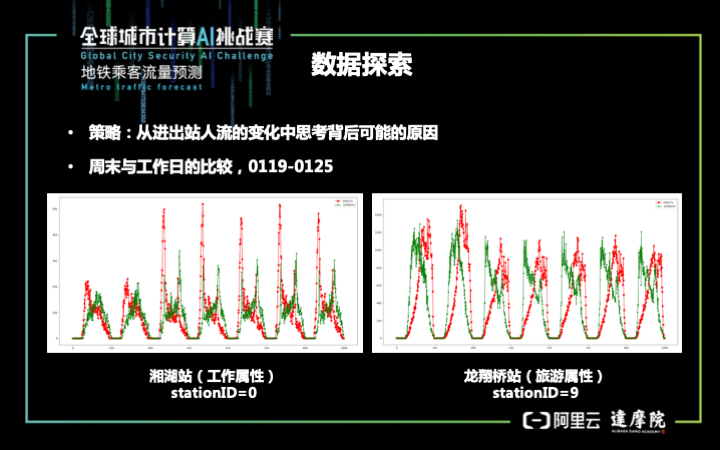 全球城市计算AI挑战赛
Global City Security AI Challenge
地铁乘客流量预测
Metro traffic forecast
数据探索
• 策略：从进出站人流的变化中思考背后可能的原因
• 周末与工作日的比较，0119-0125
湘湖站（工作属性）
stationID=0
龙翔桥站（旅游属性）
stationID=9
阿里云
达摩院
ALIBABA DAMO ACADEMY